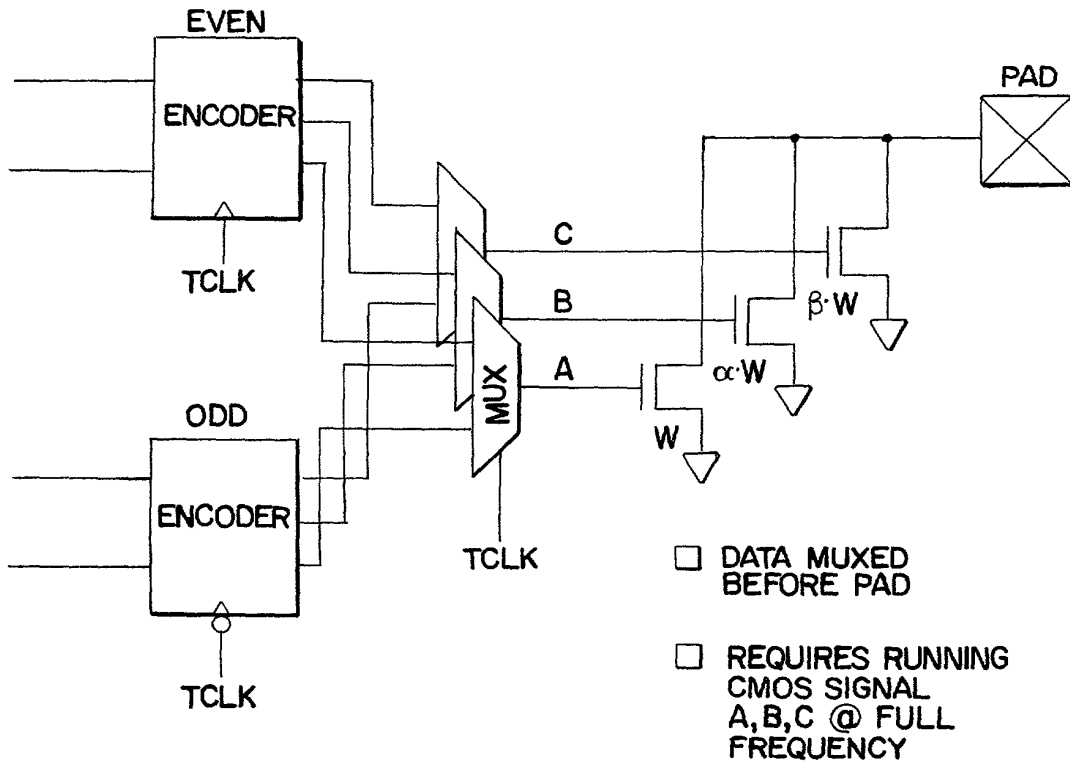 EVEN
ENCODER
TCLK
PAD
C
β·W
B
α·W
A
W
MUX
TCLK
ODD
ENCODER
TCLK
DATA MUXED
BEFORE PAD
REQUIRES RUNNING
CMOS SIGNAL
A,B,C @ FULL
FREQUENCY